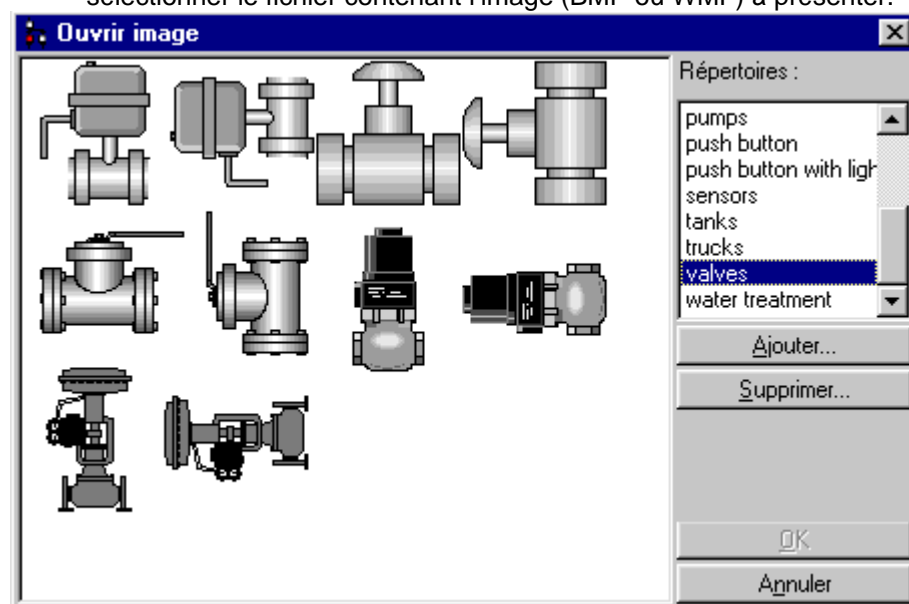 sélectionner le fichier contenant l'image (BMP ou WMF) à présenter.
Ouvrir image
Répertoires :
pumps
push button
push button with ligh
sensors
tanks
trucks
valves
water treatment
Ajouter...
Supprimer...
OK
Annuler